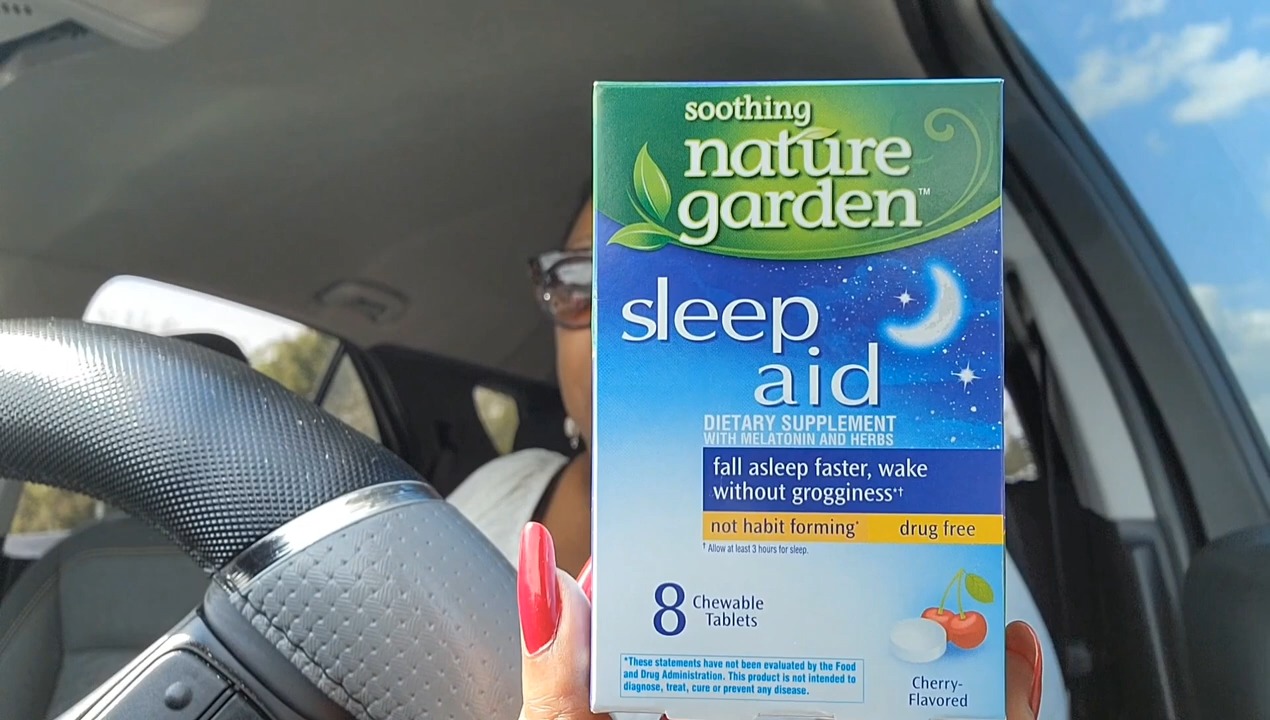 soothing
nature
garden™
sleep
aid
DIETARY SUPPLEMENT
WITH MELATONIN AND HERBS
fall asleep faster, wake
without grogginess*†
not habit forming* drug free
† Allow at least 3 hours for sleep.
8 Chewable
Tablets
*These statements have not been evaluated by the Food
and Drug Administration. This product is not intended to
diagnose, treat, cure or prevent any disease.
Cherry-
Flavored